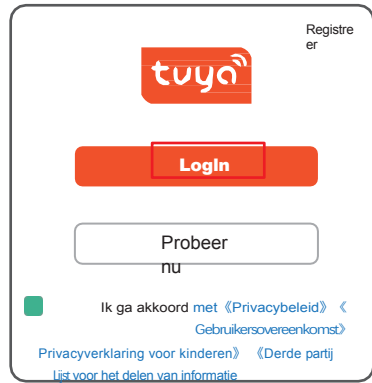 Registre
er
tuya
LogIn
Probeer
nu
Ik ga akkoord met 《Privacybeleid》 《
Gebruikersovereenkomst》
Privacyverklaring voor kinderen》 《Derde partij
Lijst voor het delen van informatie